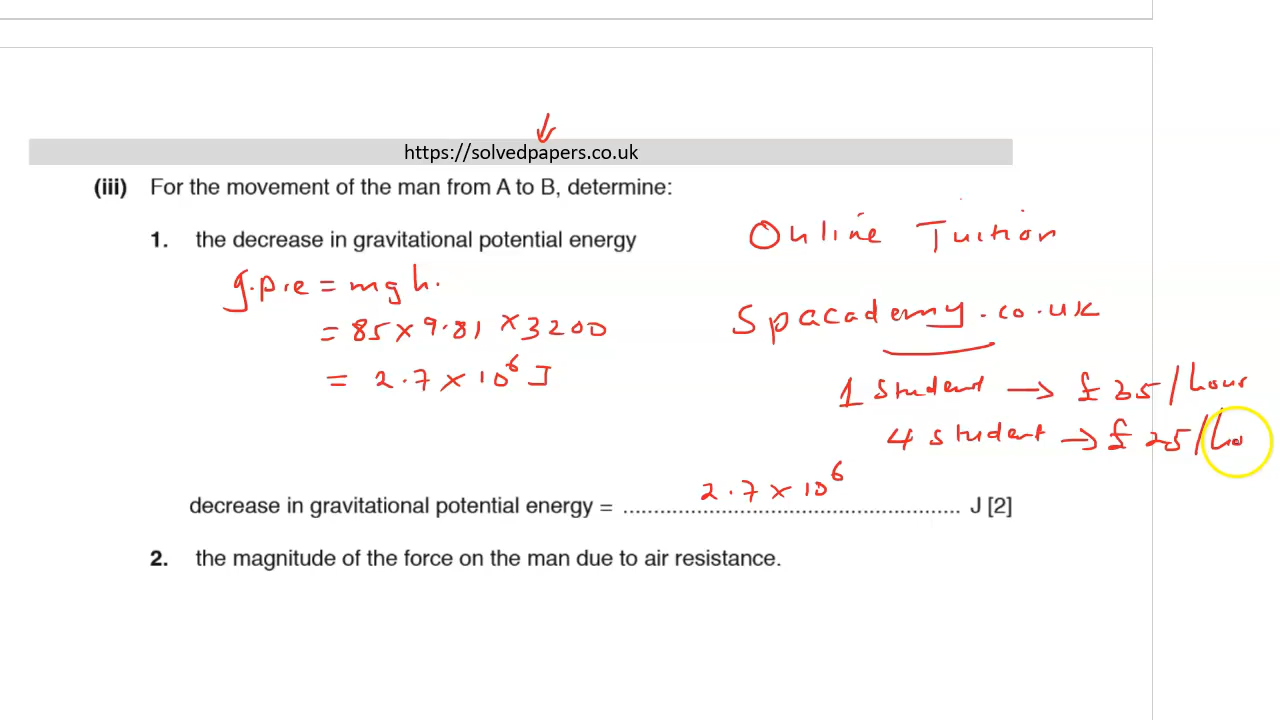 https://solvedpapers.co.uk
(iii) For the movement of the man from A to B, determine:
1. the decrease in gravitational potential energy
Online Tuition
g.p.e = mgh.
= 85 × 9.81 × 3200
= 2.7 × 10⁶ J
Spacademy.co.uk
1 student → £ 35/hour
4 student → £ 25/ho
2.7 × 10⁶
decrease in gravitational potential energy = ........................................................ J [2]
2. the magnitude of the force on the man due to air resistance.